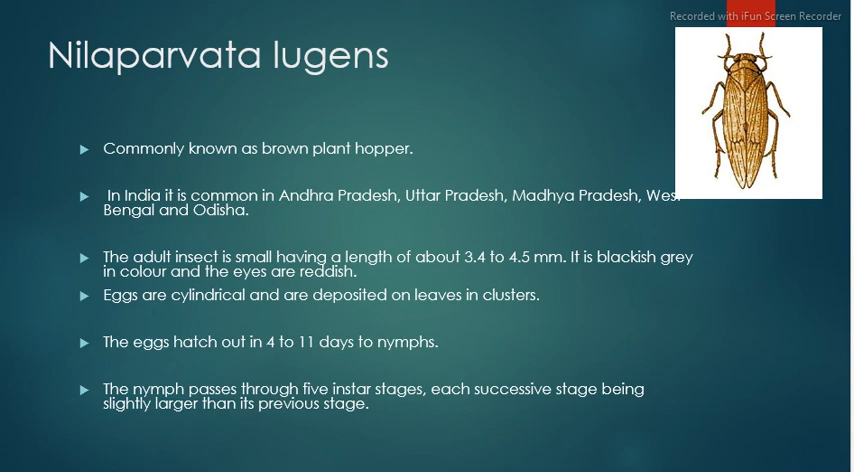 Recorded with iFun Screen Recorder
Nilaparvata lugens
Commonly known as brown plant hopper.
In India it is common in Andhra Pradesh, Uttar Pradesh, Madhya Pradesh, West
Bengal and Odisha.
The adult insect is small having a length of about 3.4 to 4.5 mm. It is blackish grey
in colour and the eyes are reddish.
Eggs are cylindrical and are deposited on leaves in clusters.
The eggs hatch out in 4 to 11 days to nymphs.
The nymph passes through five instar stages, each successive stage being
slightly larger than its previous stage.